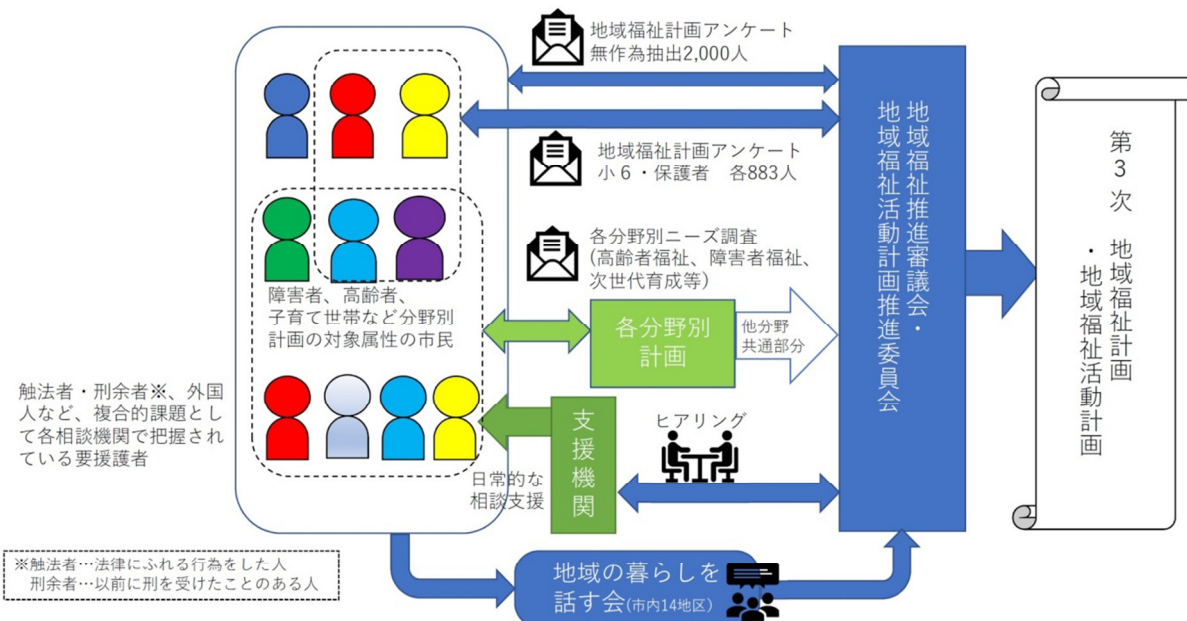 地域福祉計画アンケート
無作為抽出2,000人
地域福祉計画アンケート
小６・保護者　各883人
各分野別ニーズ調査
(高齢者福祉、障害者福祉、
次世代育成等)
障害者、高齢者、
子育て世帯など分野別
計画の対象属性の市民
各分野別
計画
他分野
共通部分
触法者・刑余者※、外国
人など、複合的課題とし
て各相談機関で把握され
ている要援護者
支援機関
ヒアリング
日常的な
相談支援
地域福祉推進審議会・
地域福祉活動計画推進委員会
第３次　地域福祉計画
・地域福祉活動計画
※触法者…法律にふれる行為をした人
刑余者…以前に刑を受けたことのある人
地域の暮らしを
話す会(市内14地区)